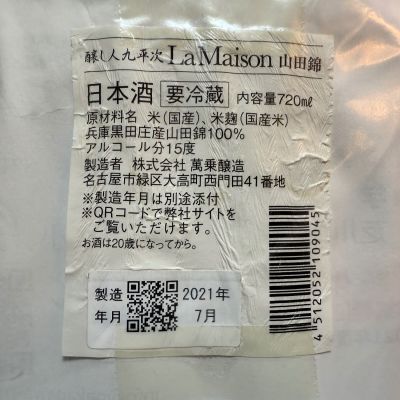 醸し人九平次 La Maison 山田錦
日本酒 要冷蔵 内容量720mℓ
原材料名 米(国産)、米麹(国産米)
兵庫黒田庄産山田錦100%
アルコール分15度
製造者 株式会社 萬乗醸造
名古屋市緑区大高町西門田41番地
※製造年月は別途添付
※QRコードで弊社サイトを
ご覧いただけます。
お酒は20歳になってから。
製造年月 2021年7月
4512052109045